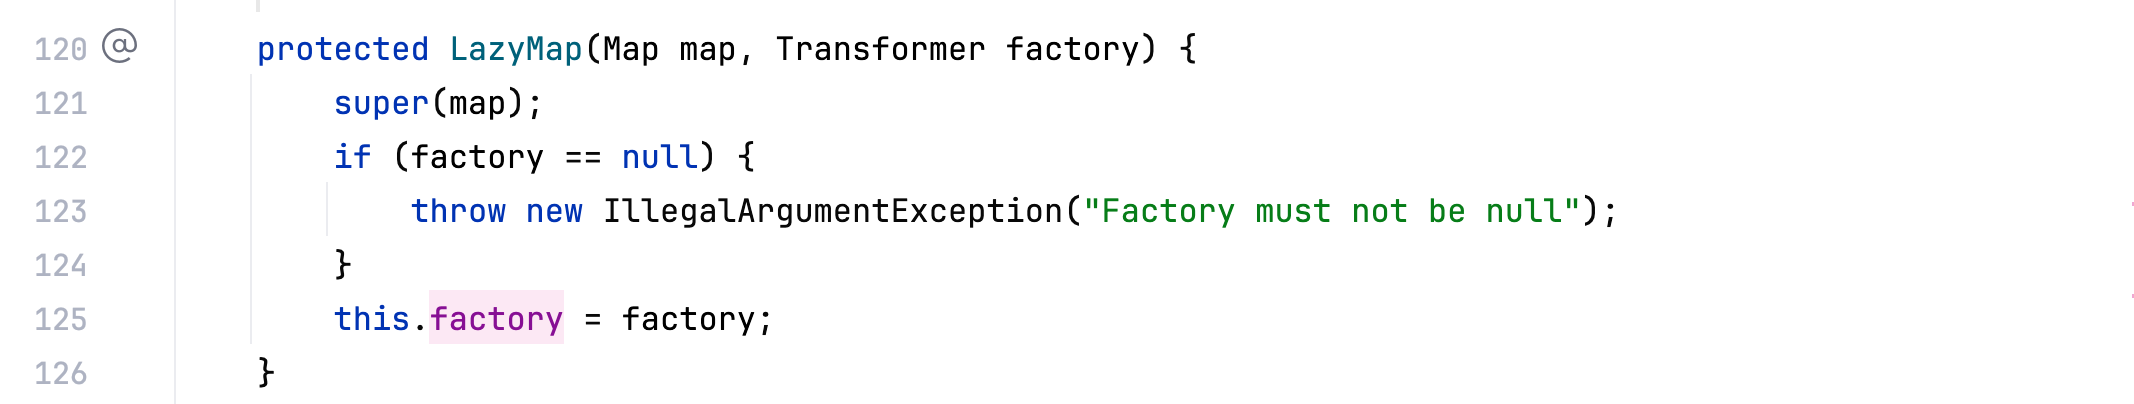 120 @ protected LazyMap(Map map, Transformer factory) {
121 super(map);
122 if (factory == null) {
123 throw new IllegalArgumentException("Factory must not be null");
124 }
125 this.factory = factory;
126 }